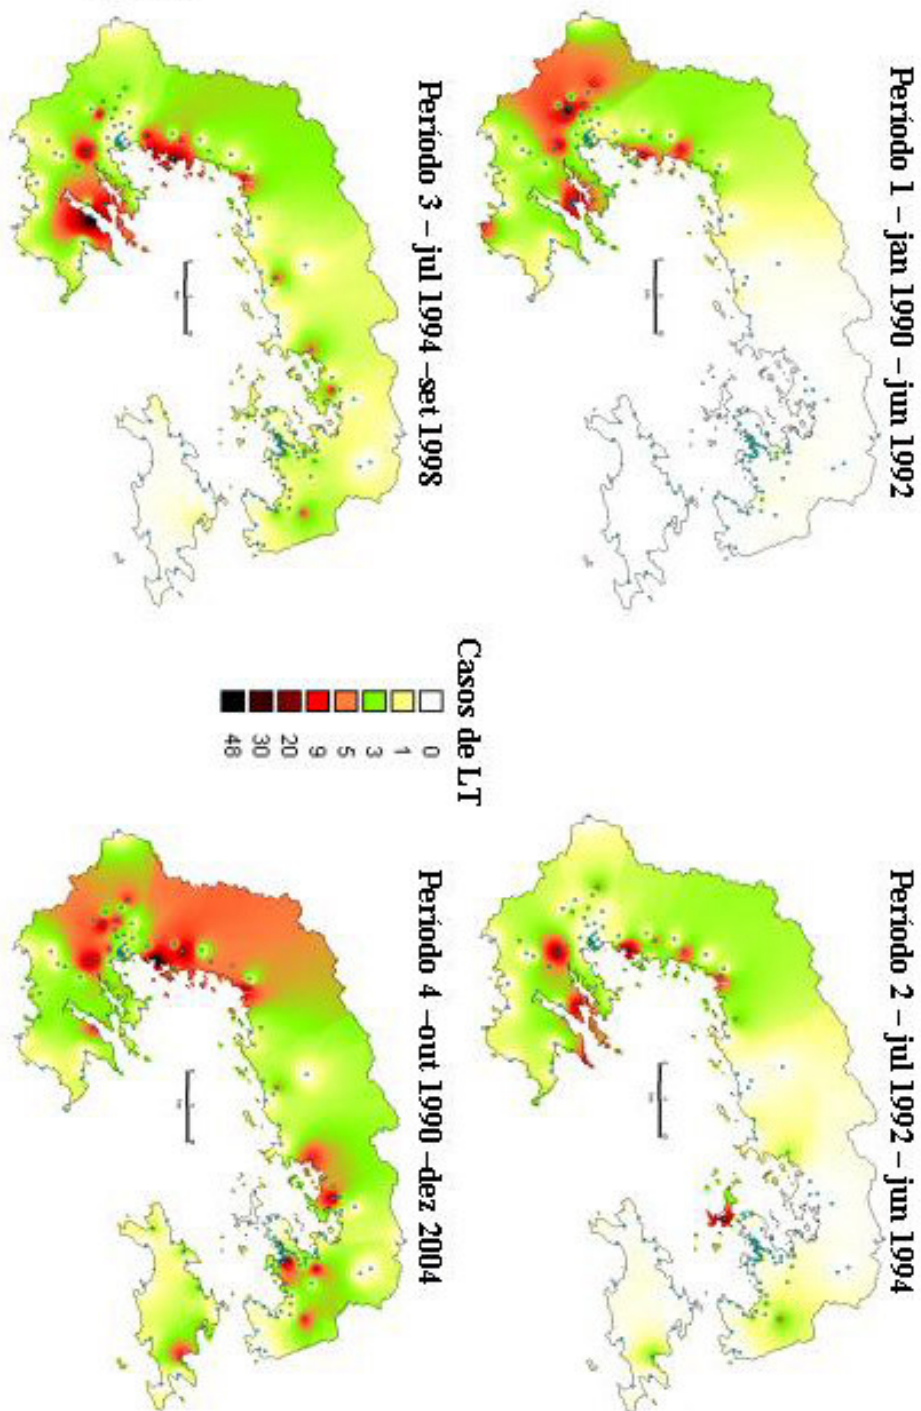 Período 1 – jan 1990 – jun 1992
Período 2 – jul 1992 – jun 1994
Casos de LT
0
1
3
5
9
20
30
48
Período 3 – jul 1994 –set 1998
Período 4 –out 1990 –dez 2004